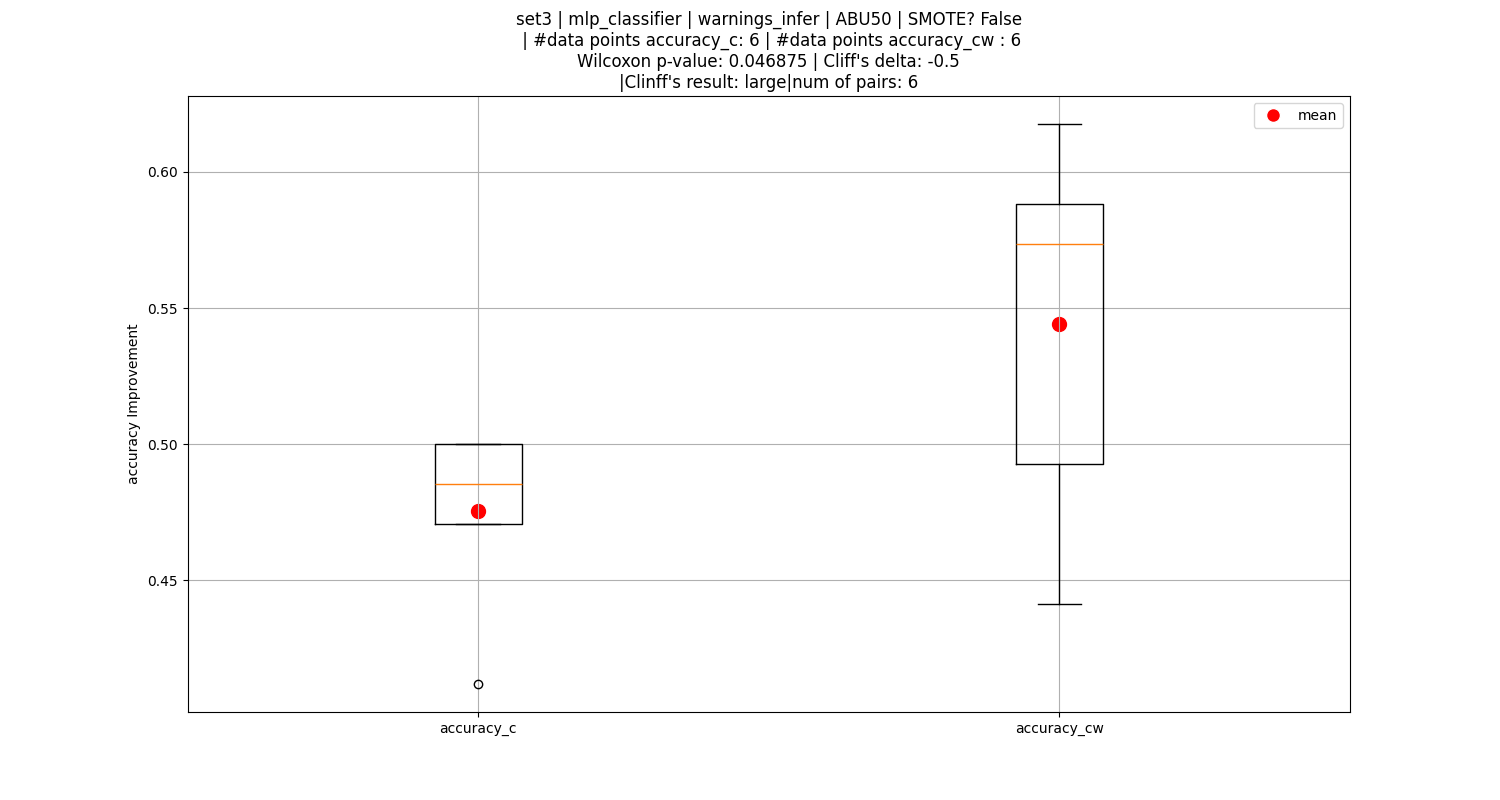 set3 | mlp_classifier | warnings_infer | ABU50 | SMOTE? False
| #data points accuracy_c: 6 | #data points accuracy_cw : 6
Wilcoxon p-value: 0.046875 | Cliff's delta: -0.5
|Clinff's result: large|num of pairs: 6
mean
0.60
0.55
0.50
0.45
accuracy Improvement
accuracy_c
accuracy_cw